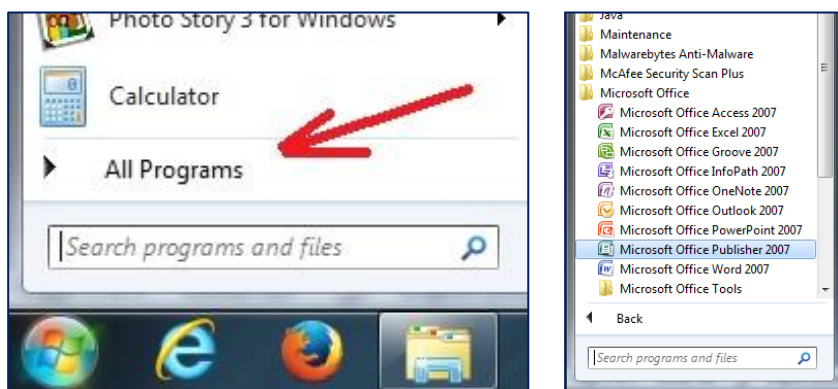 Photo Story 3 for Windows
Calculator
All Programs
Search programs and files
Java
Maintenance
Malwarebytes Anti-Malware
McAfee Security Scan Plus
Microsoft Office
Microsoft Office Access 2007
Microsoft Office Excel 2007
Microsoft Office Groove 2007
Microsoft Office InfoPath 2007
Microsoft Office OneNote 2007
Microsoft Office Outlook 2007
Microsoft Office PowerPoint 2007
Microsoft Office Publisher 2007
Microsoft Office Word 2007
Microsoft Office Tools
Back
Search programs and files